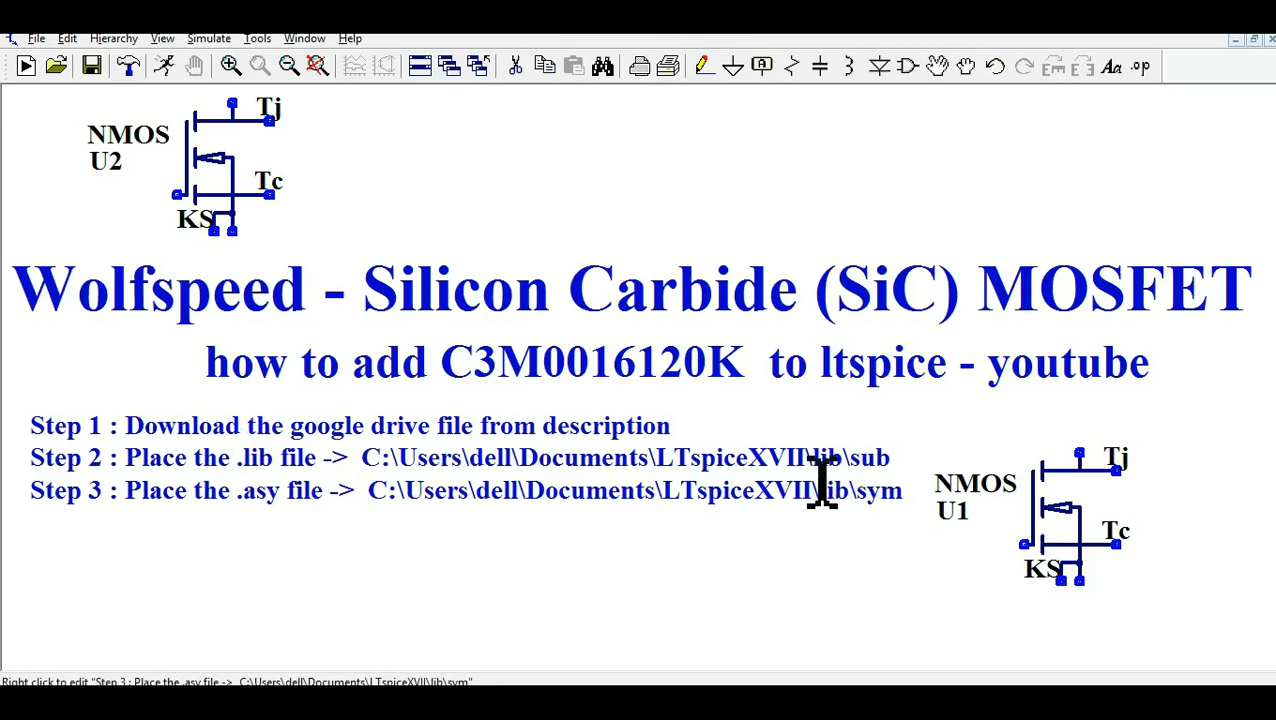 File Edit Hierarchy View Simulate Tools Window Help
Aa .op
Tj
NMOS
U2
Tc
KS
Wolfspeed - Silicon Carbide (SiC) MOSFET
how to add C3M0016120K to ltspice - youtube
Step 1 : Download the google drive file from description
Step 2 : Place the .lib file -> C:\Users\dell\Documents\LTspiceXVII\lib\sub
Step 3 : Place the .asy file -> C:\Users\dell\Documents\LTspiceXVII\lib\sym
Tj
NMOS
U1
Tc
KS
Right click to edit "Step 3 : Place the .asy file -> C:\Users\dell\Documents\LTspiceXVII\lib\sym"